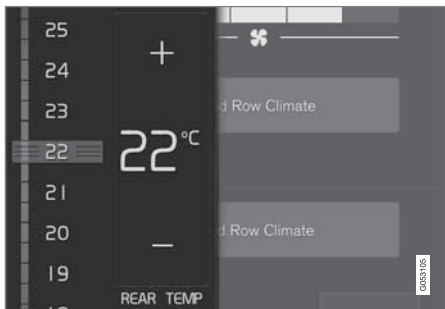 25
24
23
22
21
20
19
+
22°C
–
REAR TEMP
d Row Climate
d Row Climate
G053105